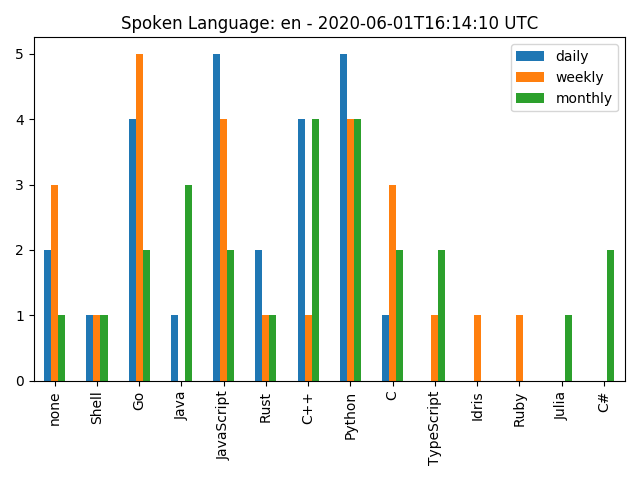 Spoken Language: en - 2020-06-01T16:14:10 UTC
daily
weekly
monthly
5
4
3
2
1
0
none
Shell
Go
Java
JavaScript
Rust
C++
Python
C
TypeScript
Idris
Ruby
Julia
C#